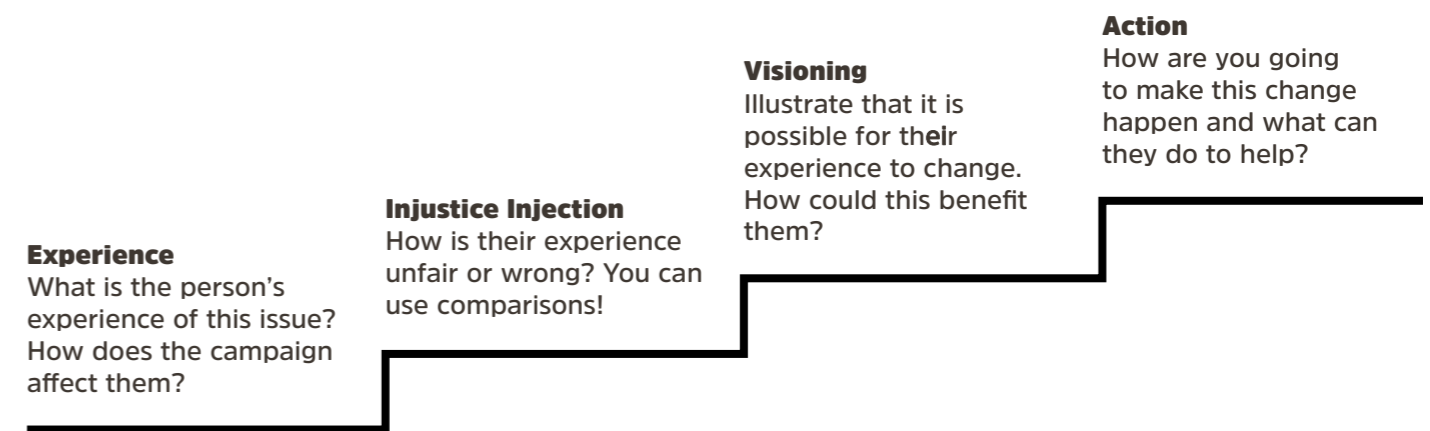 Experience
What is the person’s
experience of this issue?
How does the campaign
affect them?
Injustice Injection
How is their experience
unfair or wrong? You can
use comparisons!
Visioning
Illustrate that it is
possible for their
experience to change.
How could this benefit
them?
Action
How are you going
to make this change
happen and what can
they do to help?